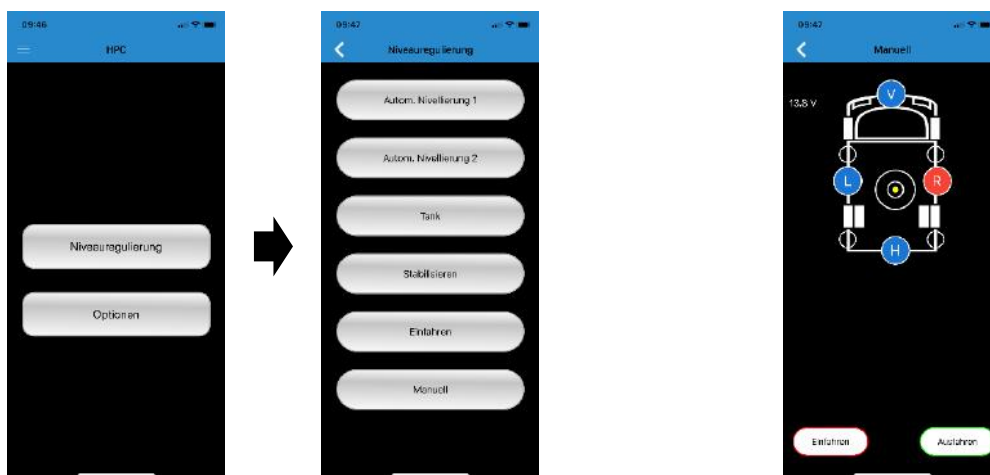 09:46
HPC
Niveauregulierung
Optionen
09:47
Niveauregulierung
Autom. Nivellierung 1
Autom. Nivellierung 2
Tank
Stabilisieren
Einfahren
Manuell
09:47
Manuell
13.8 V
V
L
R
H
Einfahren
Ausfahren